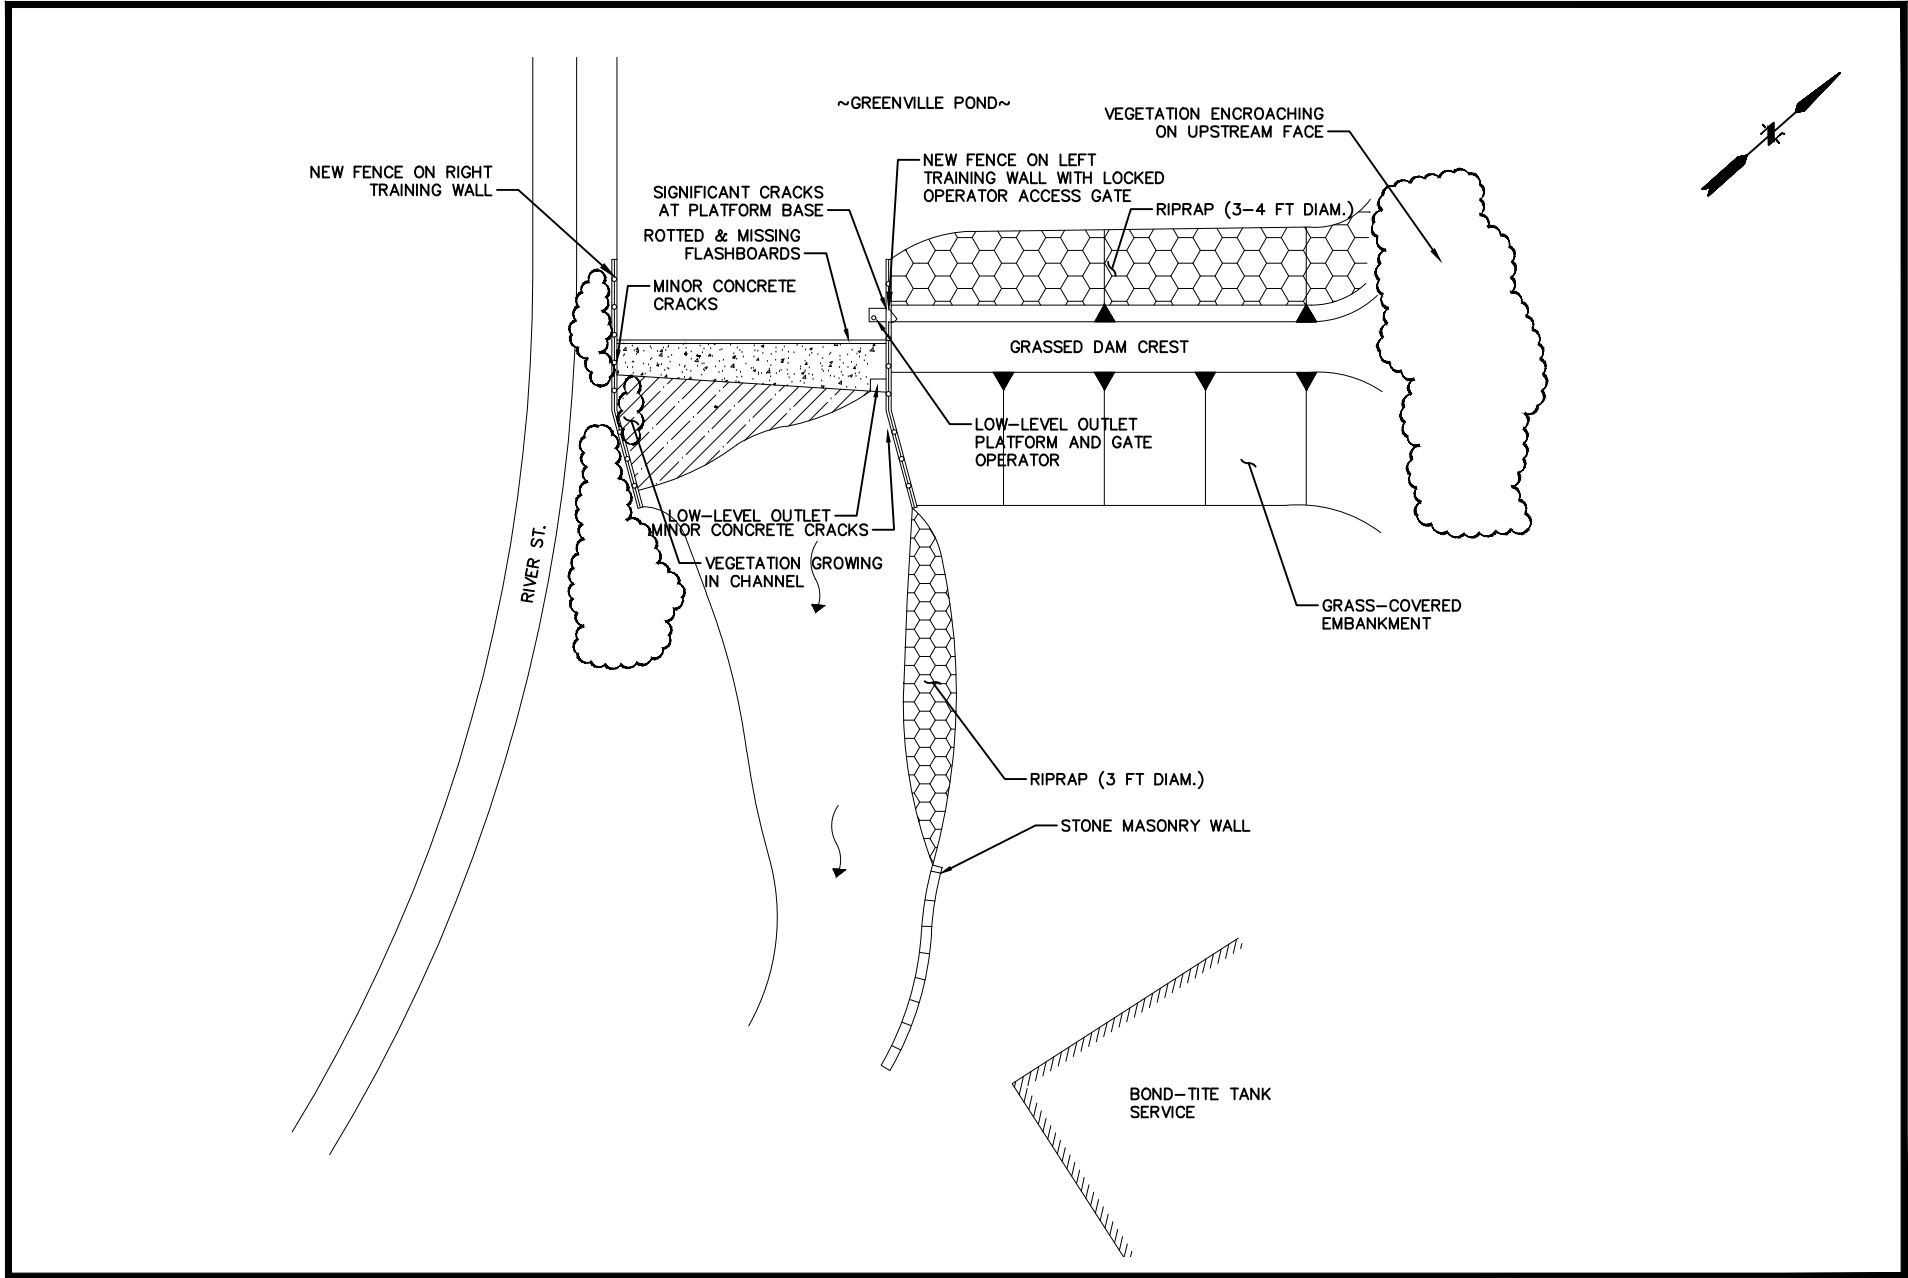 ~GREENVILLE POND~
VEGETATION ENCROACHING
ON UPSTREAM FACE
NEW FENCE ON RIGHT
TRAINING WALL
SIGNIFICANT CRACKS
AT PLATFORM BASE
NEW FENCE ON LEFT
TRAINING WALL WITH LOCKED
OPERATOR ACCESS GATE
RIPRAP (3-4 FT DIAM.)
ROTTED & MISSING
FLASHBOARDS
MINOR CONCRETE
CRACKS
GRASSED DAM CREST
LOW-LEVEL OUTLET
PLATFORM AND GATE
OPERATOR
LOW-LEVEL OUTLET
MINOR CONCRETE CRACKS
VEGETATION GROWING
IN CHANNEL
RIVER ST.
GRASS-COVERED
EMBANKMENT
RIPRAP (3 FT DIAM.)
STONE MASONRY WALL
BOND-TITE TANK
SERVICE